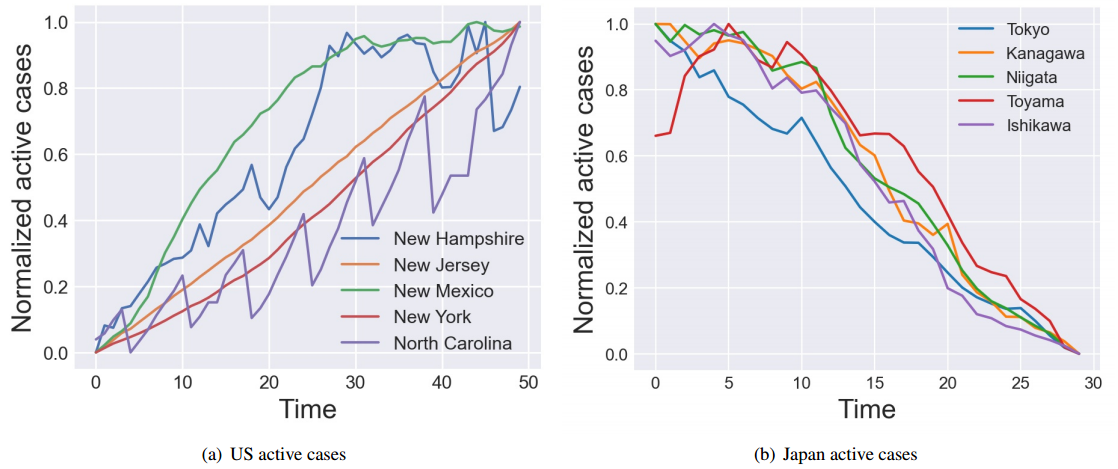 Normalized active cases
1.0
0.8
0.6
0.4
0.2
0.0
New Hampshire
New Jersey
New Mexico
New York
North Carolina
0 10 20 30 40 50
Time
(a) US active cases
Normalized active cases
1.0
0.8
0.6
0.4
0.2
0.0
Tokyo
Kanagawa
Niigata
Toyama
Ishikawa
0 5 10 15 20 25 30
Time
(b) Japan active cases